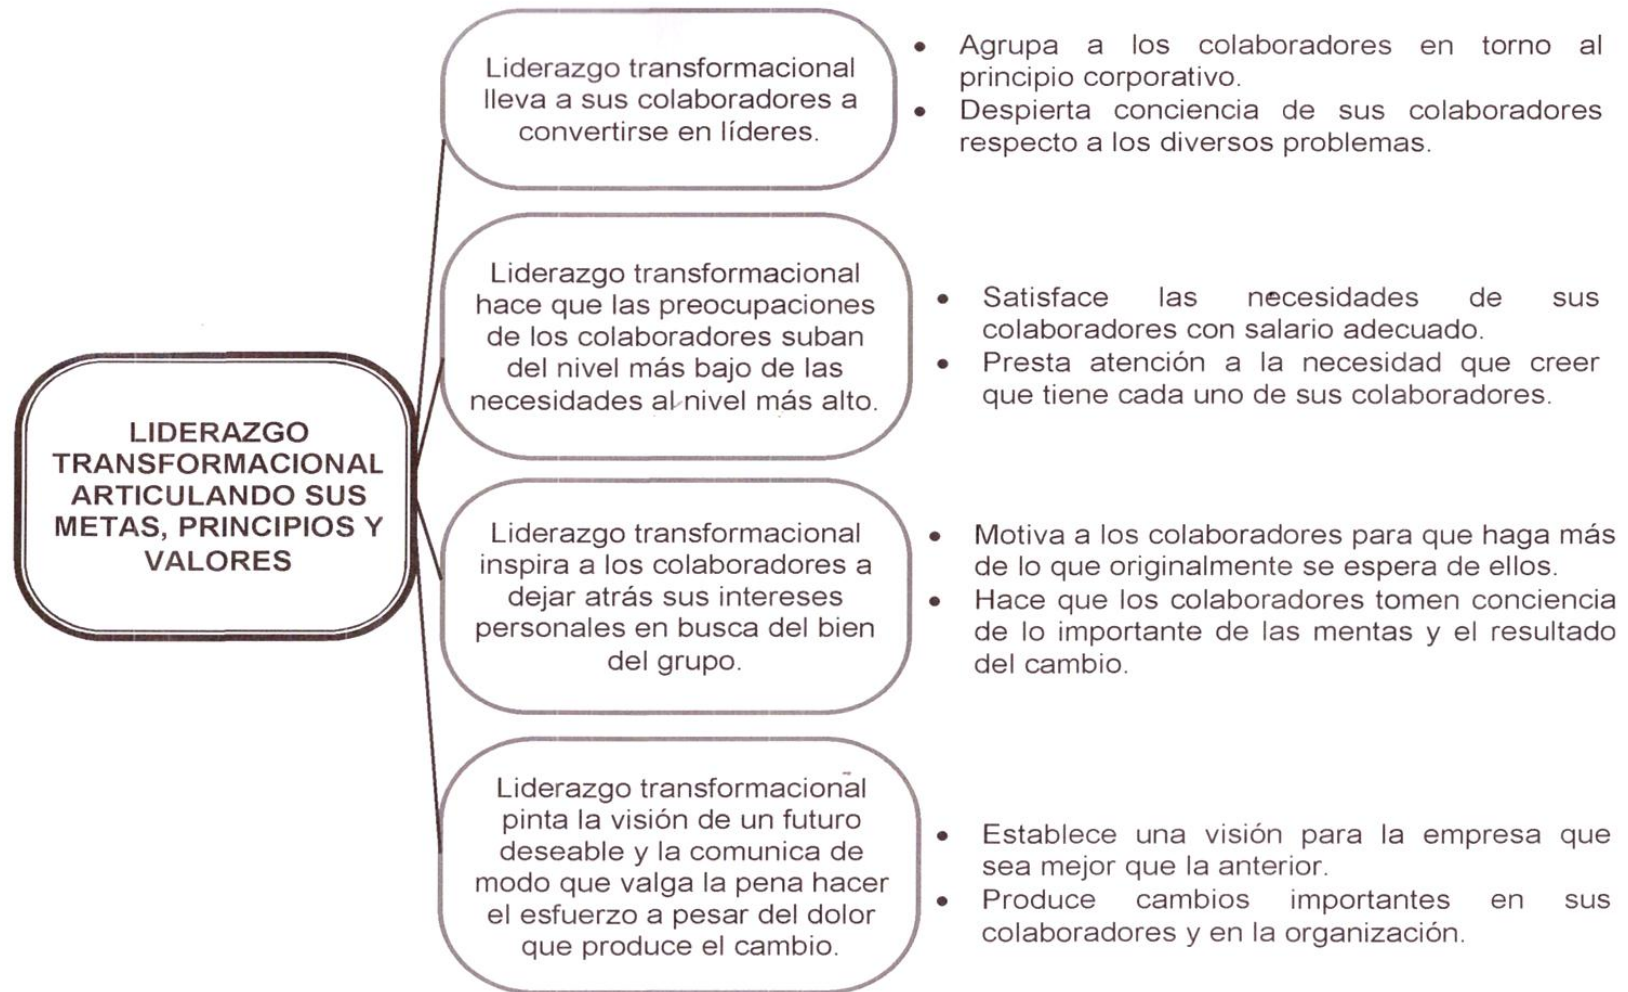 Liderazgo transformacional
lleva a sus colaboradores a
convertirse en líderes.
• Agrupa a los colaboradores en torno al
principio corporativo.
• Despierta conciencia de sus colaboradores
respecto a los diversos problemas.
Liderazgo transformacional
hace que las preocupaciones
de los colaboradores suban
del nivel más bajo de las
necesidades al nivel más alto.
• Satisface las necesidades de sus
colaboradores con salario adecuado.
• Presta atención a la necesidad que creer
que tiene cada uno de sus colaboradores.
LIDERAZGO
TRANSFORMACIONAL
ARTICULANDO SUS
METAS, PRINCIPIOS Y
VALORES
Liderazgo transformacional
inspira a los colaboradores a
dejar atrás sus intereses
personales en busca del bien
del grupo.
• Motiva a los colaboradores para que haga más
de lo que originalmente se espera de ellos.
• Hace que los colaboradores tomen conciencia
de lo importante de las mentas y el resultado
del cambio.
Liderazgo transformacional
pinta la visión de un futuro
deseable y la comunica de
modo que valga la pena hacer
el esfuerzo a pesar del dolor
que produce el cambio.
• Establece una visión para la empresa que
sea mejor que la anterior.
• Produce cambios importantes en sus
colaboradores y en la organización.